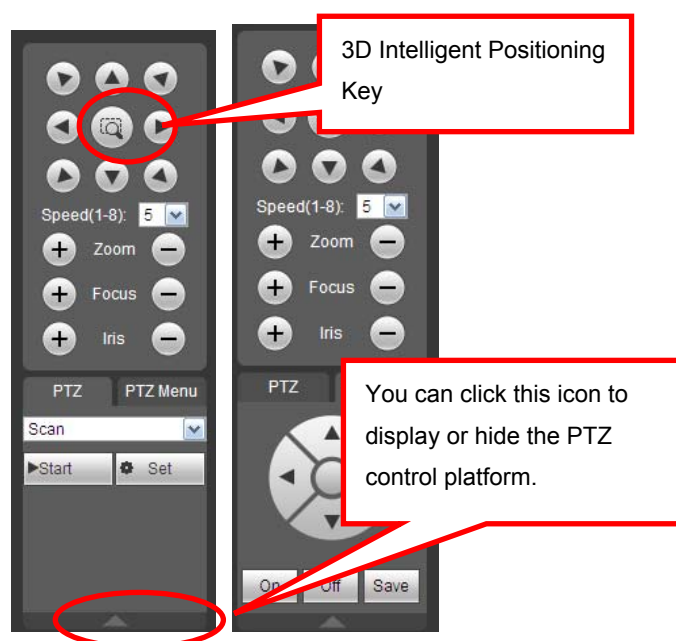 3D Intelligent Positioning
Key
Speed(1-8): 5
Zoom
Focus
Iris
PTZ PTZ Menu
Scan
Start Set
Speed(1-8): 5
Zoom
Focus
Iris
PTZ
You can click this icon to
display or hide the PTZ
control platform.
On Off Save